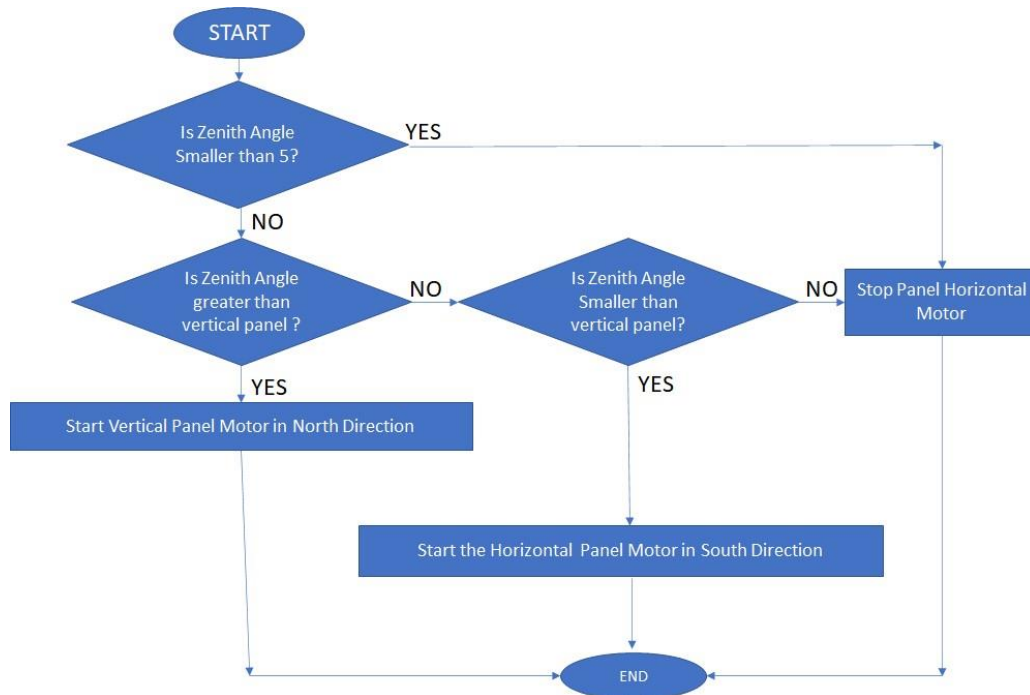 START
Is Zenith Angle
Smaller than 5?
YES
NO
Is Zenith Angle
greater than
vertical panel ?
NO
Is Zenith Angle
Smaller than
vertical panel?
NO
Stop Panel Horizontal
Motor
YES
YES
Start Vertical Panel Motor in North Direction
Start the Horizontal Panel Motor in South Direction
END